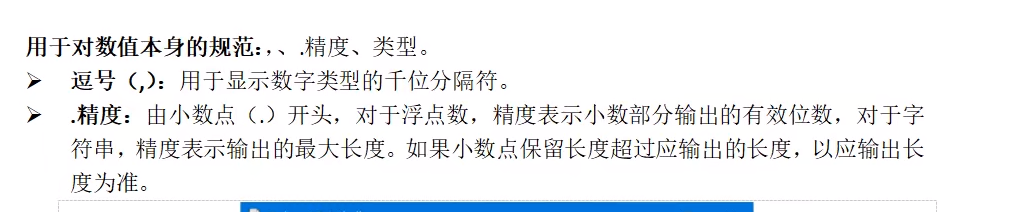 用于对数值本身的规范：,、.精度、类型。
➢ 逗号（,）：用于显示数字类型的千位分隔符。
➢ .精度：由小数点（.）开头，对于浮点数，精度表示小数部分输出的有效位数，对于字
符串，精度表示输出的最大长度。如果小数点保留长度超过应输出的长度，以应输出长
度为准。